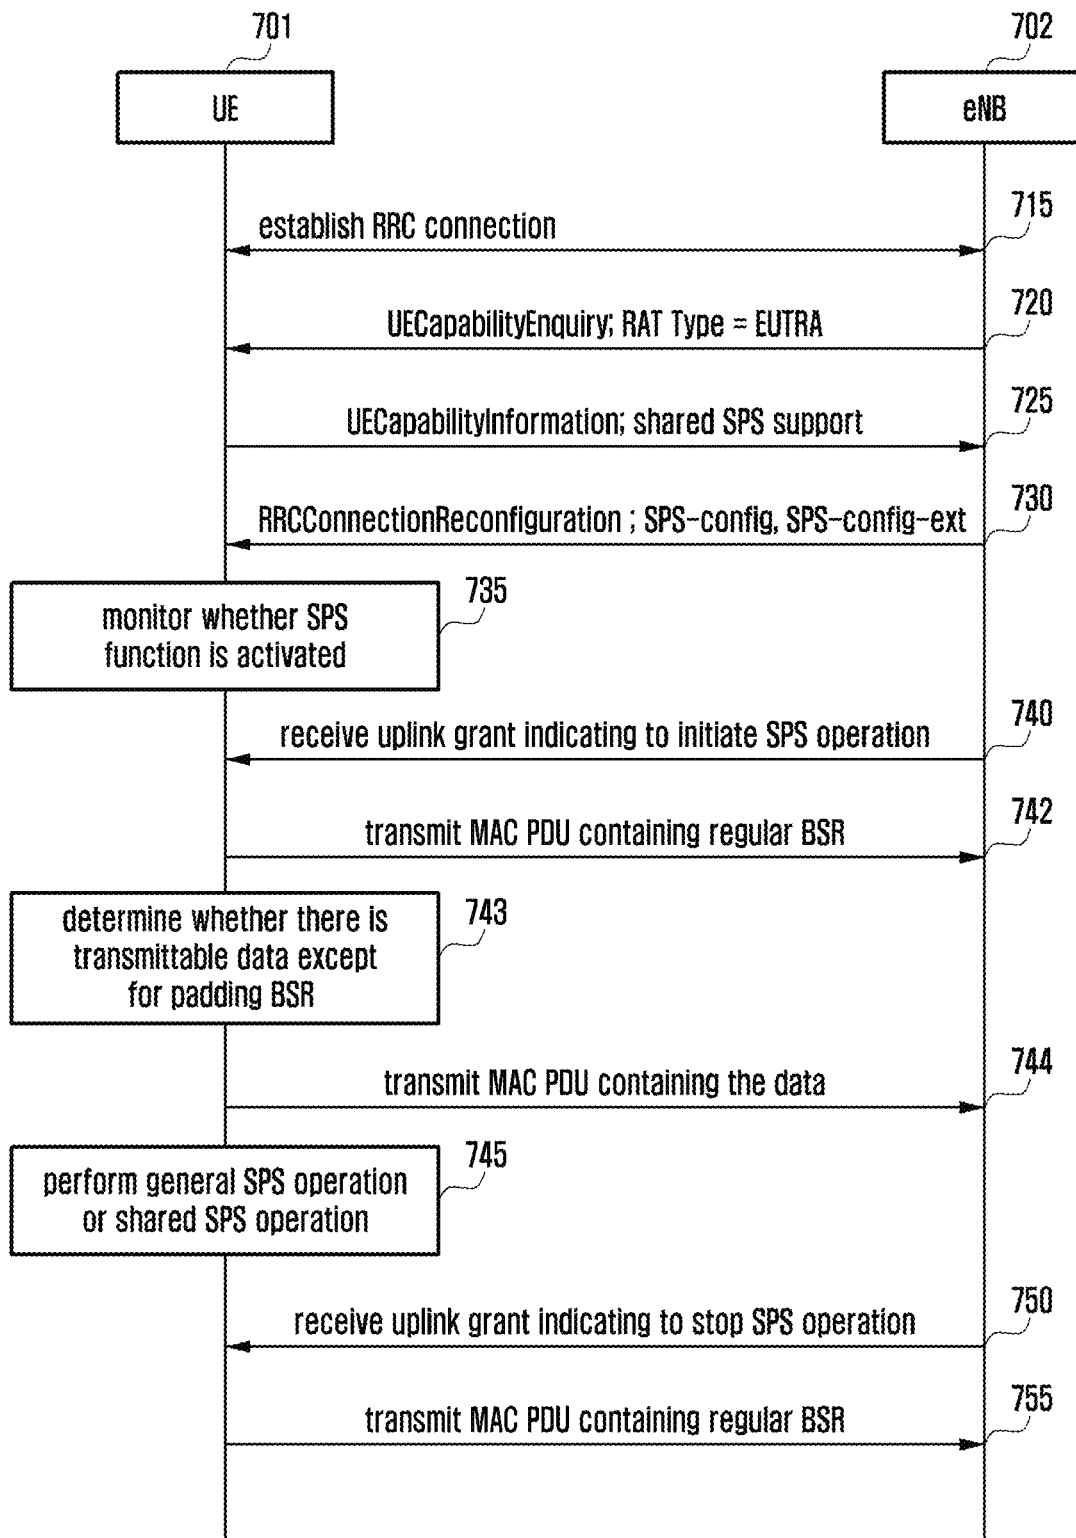 701
702
UE
eNB
establish RRC connection
715
UECapabilityEnquiry; RAT Type = EUTRA
720
UECapabilityInformation; shared SPS support
725
RRCConnectionReconfiguration ; SPS-config, SPS-config-ext
730
monitor whether SPS
function is activated
735
receive uplink grant indicating to initiate SPS operation
740
transmit MAC PDU containing regular BSR
742
determine whether there is
transmittable data except
for padding BSR
743
transmit MAC PDU containing the data
744
perform general SPS operation
or shared SPS operation
745
receive uplink grant indicating to stop SPS operation
750
transmit MAC PDU containing regular BSR
755